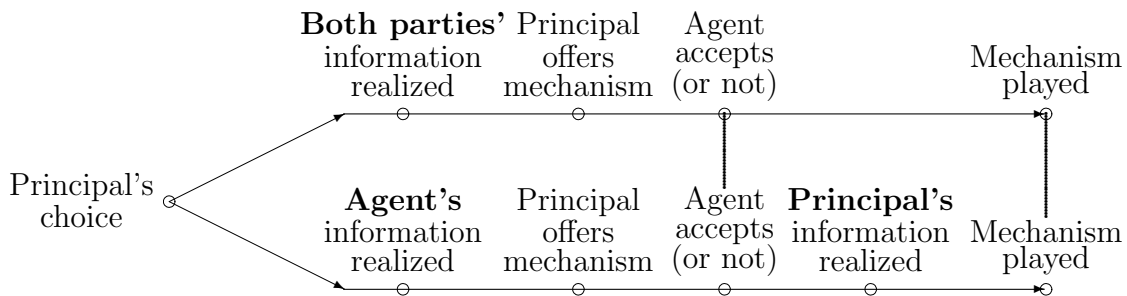 Both parties'
information
realized
Principal
offers
mechanism
Agent
accepts
(or not)
Mechanism
played
Principal's
choice
Agent's
information
realized
Principal
offers
mechanism
Agent
accepts
(or not)
Principal's
information
realized
Mechanism
played